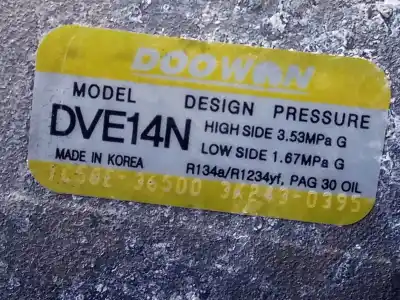 DOOWON
MODEL DESIGN PRESSURE
DVE14N HIGH SIDE 3.53MPa G
LOW SIDE 1.67MPa G
MADE IN KOREA R134a/R1234yf, PAG 30 OIL